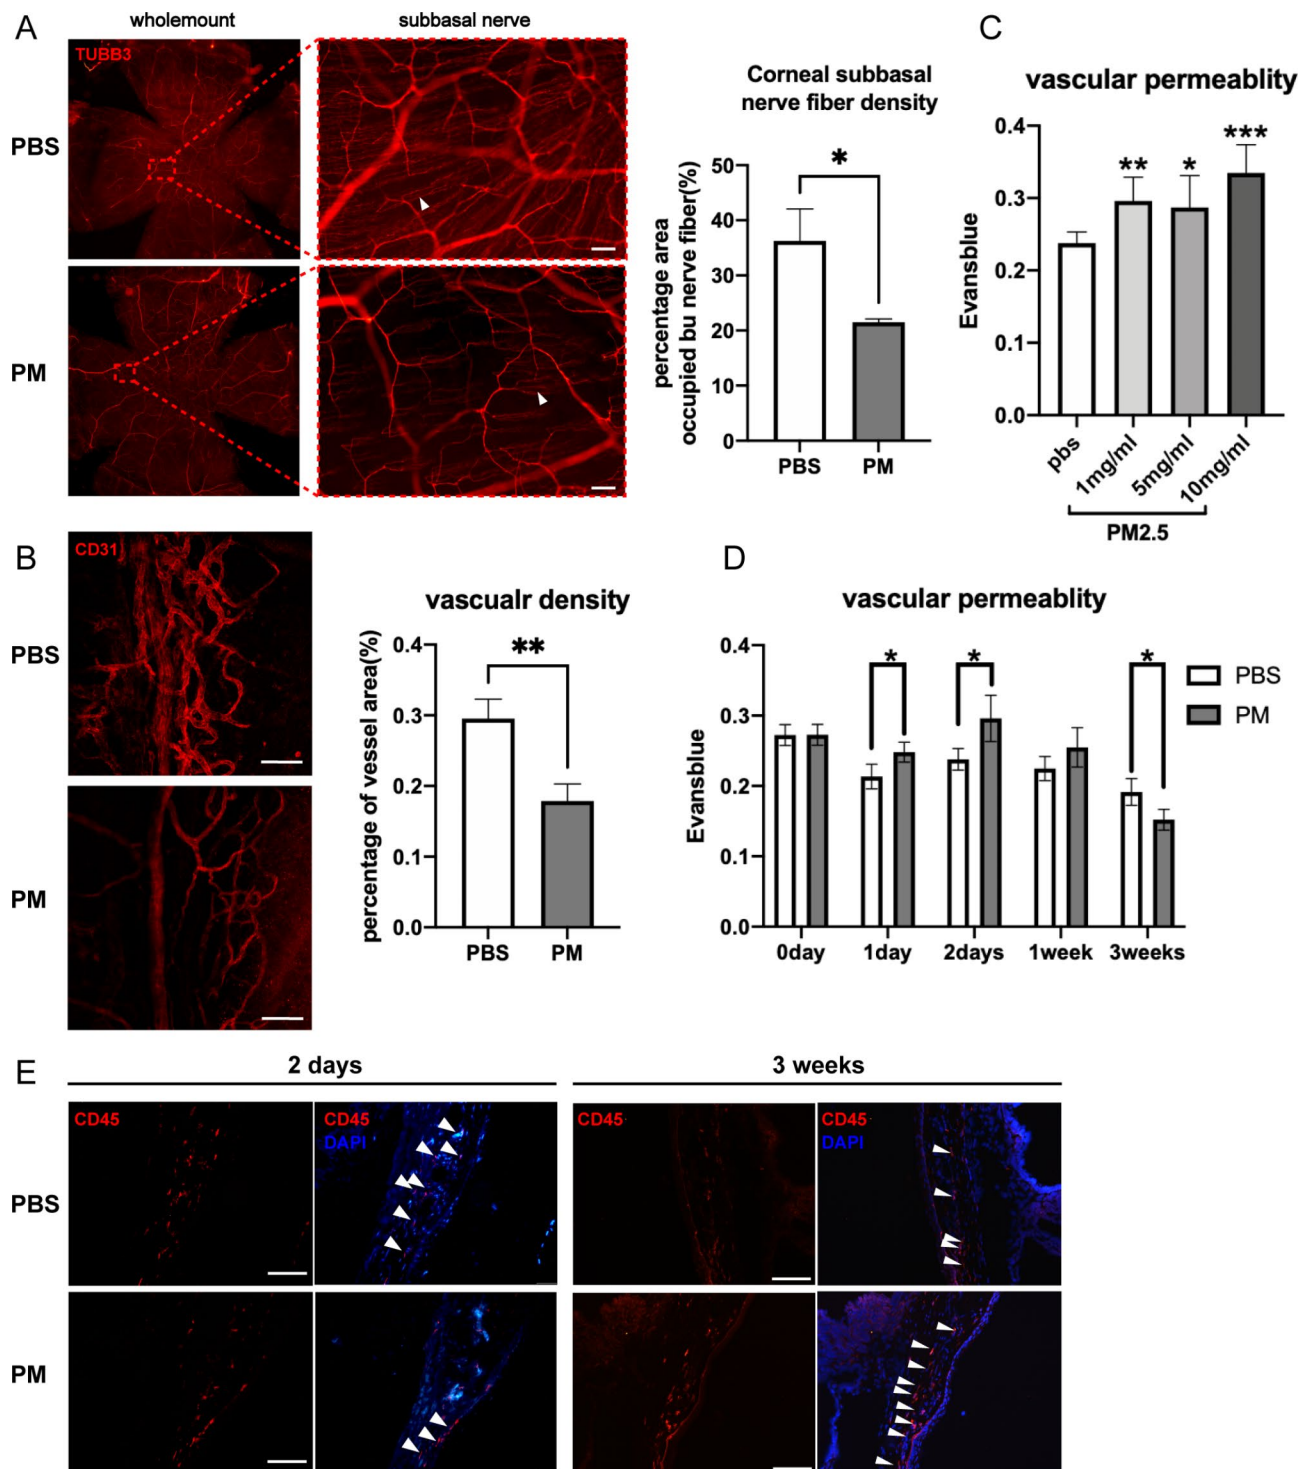 A
wholemount
subbasal nerve
TUBB3
PBS
PM
Corneal subbasal
nerve fiber density
percentage area
occupied bu nerve fiber(%)
50
40
30
20
10
0
*
PBS
PM
C
vascular permeablity
Evansblue
0.4
0.3
0.2
0.1
0.0
**
*
***
pbs
1mg/ml
5mg/ml
10mg/ml
PM2.5
B
CD31
PBS
PM
vascualr density
percentage of vessel area(%)
0.4
0.3
0.2
0.1
0.0
**
PBS
PM
D
vascular permeablity
Evansblue
0.4
0.3
0.2
0.1
0.0
*
*
*
PBS
PM
0day
1day
2days
1week
3weeks
E
2 days
3 weeks
PBS
CD45
CD45
DAPI
CD45
CD45
DAPI
PM